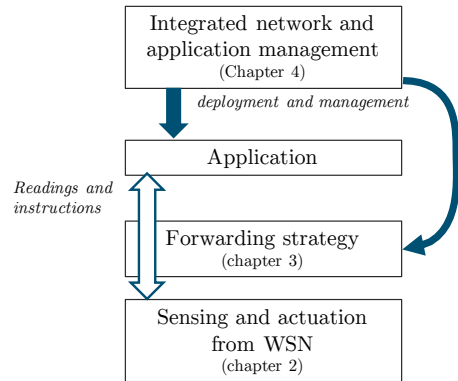 Integrated network and
application management
(Chapter 4)
deployment and management
Application
Readings and
instructions
Forwarding strategy
(chapter 3)
Sensing and actuation
from WSN
(chapter 2)